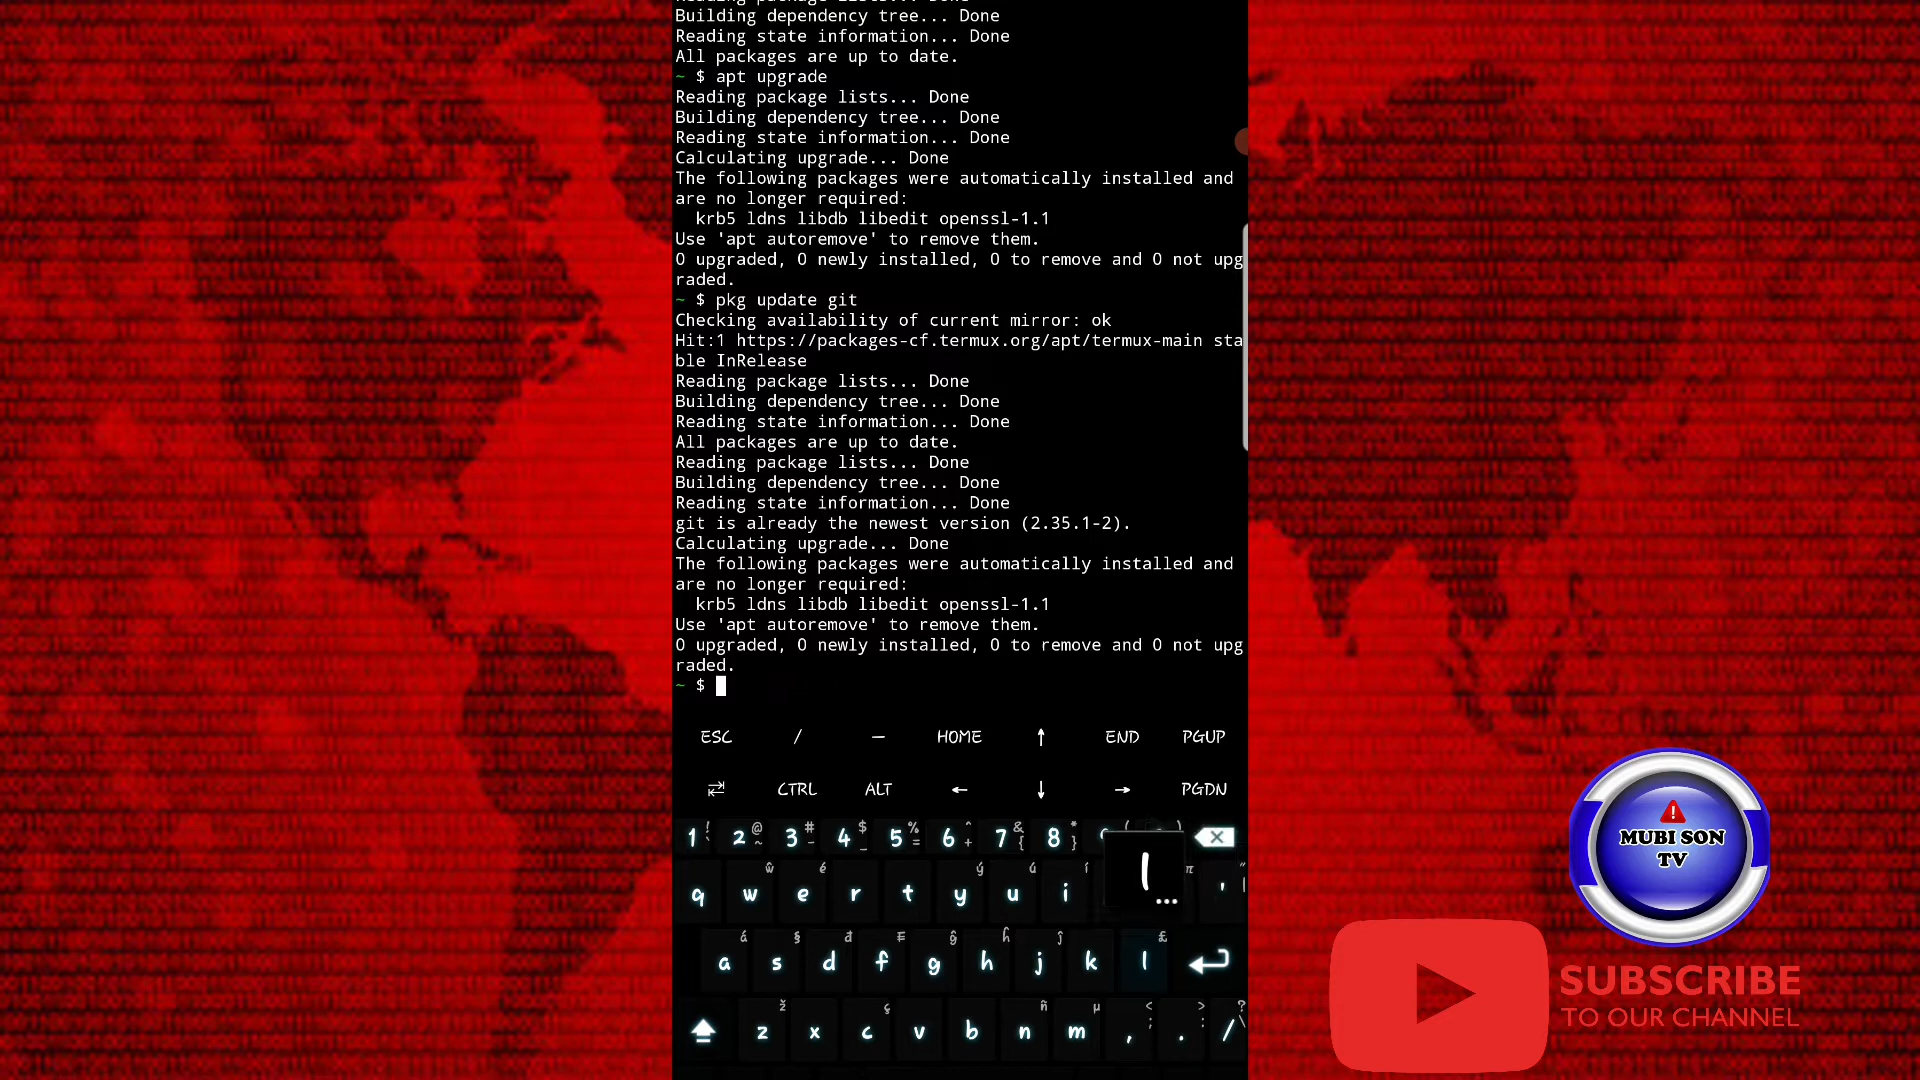 Building dependency tree... Done
Reading state information... Done
All packages are up to date.
~ $ apt upgrade
Reading package lists... Done
Building dependency tree... Done
Reading state information... Done
Calculating upgrade... Done
The following packages were automatically installed and
are no longer required:
krb5 ldns libdb libedit openssl-1.1
Use 'apt autoremove' to remove them.
0 upgraded, 0 newly installed, 0 to remove and 0 not upg
raded.
~ $ pkg update git
Checking availability of current mirror: ok
Hit:1 https://packages-cf.termux.org/apt/termux-main sta
ble InRelease
Reading package lists... Done
Building dependency tree... Done
Reading state information... Done
All packages are up to date.
Reading package lists... Done
Building dependency tree... Done
Reading state information... Done
git is already the newest version (2.35.1-2).
Calculating upgrade... Done
The following packages were automatically installed and
are no longer required:
krb5 ldns libdb libedit openssl-1.1
Use 'apt autoremove' to remove them.
0 upgraded, 0 newly installed, 0 to remove and 0 not upg
raded.
~ $
ESC / — HOME ↑ END PGUP
⇄ CTRL ALT ← ↓ → PGDN
1 2 3 4 5 6 7 8
q w e r t y u i
l ...
a s d f g h j k l
z x c v b n m , . /
MUBI SON
TV
SUBSCRIBE
TO OUR CHANNEL